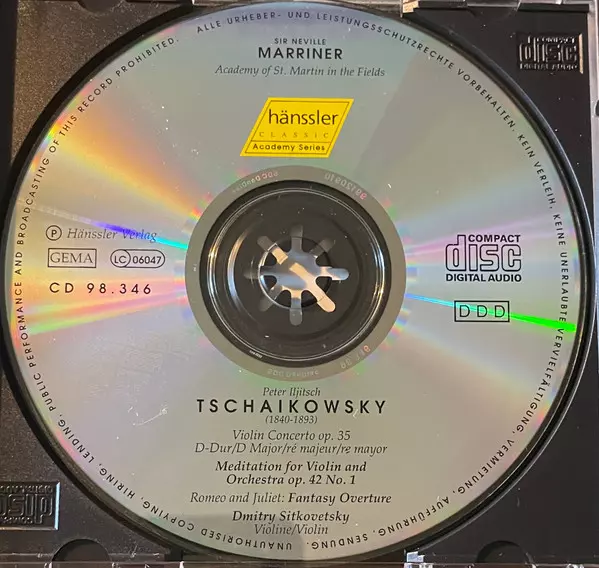 ALLE URHEBER- UND LEISTUNGSSCHUTZRECHTE VORBEHALTEN. KEIN VERLEIH, KEINE UNERLAUBTE VERVIELFÄLTIGUNG, VERMIETUNG, AUFFÜHRUNG, SENDUNG. UNAUTHORISED COPYING, HIRING, LENDING, PUBLIC PERFORMANCE AND BROADCASTING OF THIS RECORD PROHIBITED.
SIR NEVILLE
MARRINER
Academy of St. Martin in the Fields
hänssler
CLASSIC
Academy Series
℗ Hänssler Verlag
GEMA
LC 06047
CD 98.346
COMPACT
disc
DIGITAL AUDIO
DDD
Peter Iljitsch
TSCHAIKOWSKY
(1840-1893)
Violin Concerto op. 35
D-Dur/D Major/ré majeur/re mayor
Meditation for Violin and
Orchestra op. 42 No. 1
Romeo and Juliet: Fantasy Overture
Dmitry Sitkovetsky
Violine/Violin
COMPACT
disc
DIGITAL AUDIO